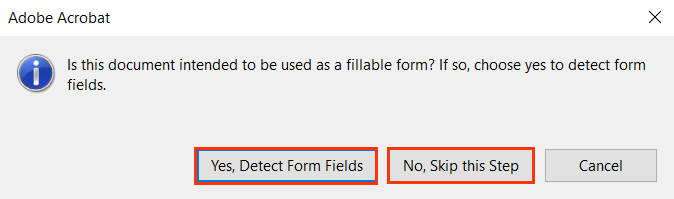 Adobe Acrobat
Is this document intended to be used as a fillable form? If so, choose yes to detect form
fields.
Yes, Detect Form Fields
No, Skip this Step
Cancel